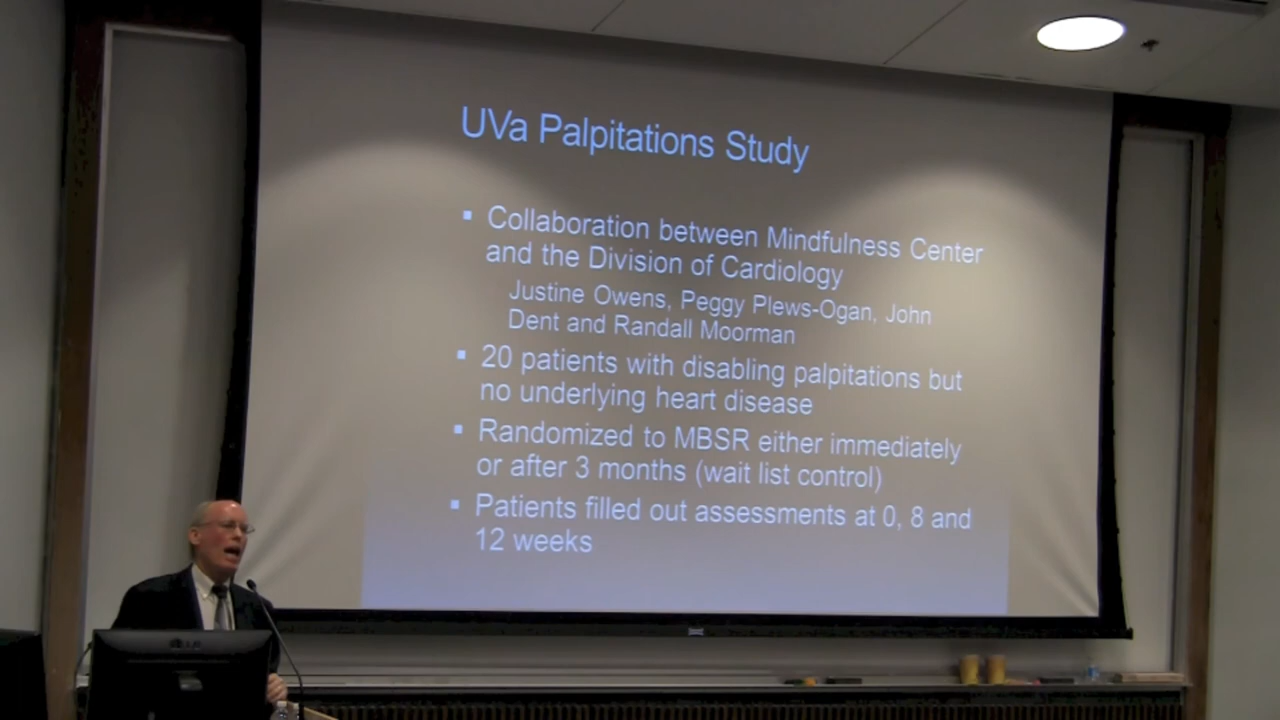 UVa Palpitations Study
▪ Collaboration between Mindfulness Center
and the Division of Cardiology
Justine Owens, Peggy Plews-Ogan, John
Dent and Randall Moorman
▪ 20 patients with disabling palpitations but
no underlying heart disease
▪ Randomized to MBSR either immediately
or after 3 months (wait list control)
▪ Patients filled out assessments at 0, 8 and
12 weeks
LG